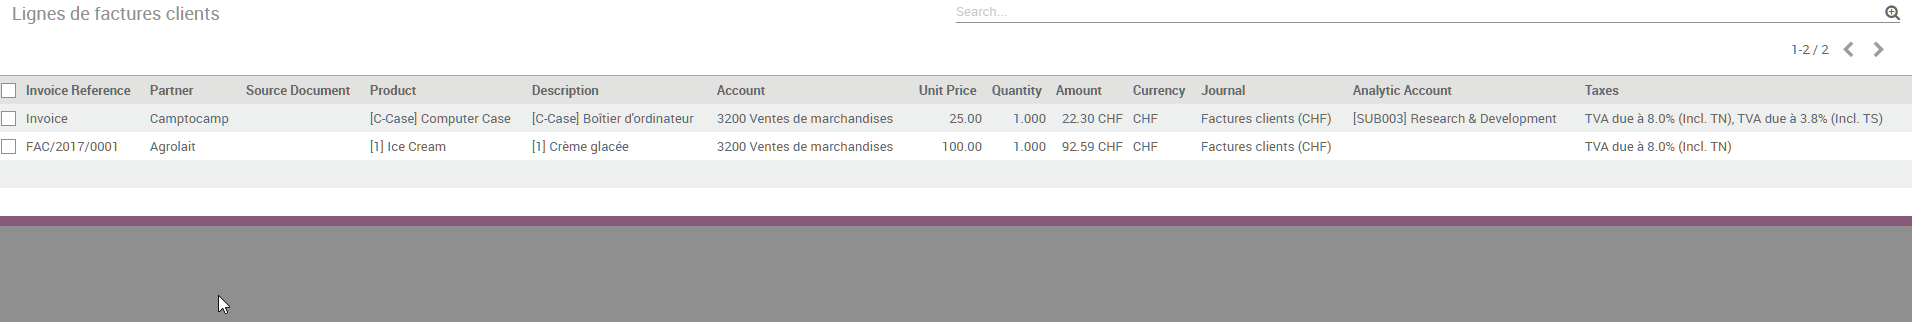 Lignes de factures clients
Search...
1-2 / 2
Invoice Reference Partner Source Document Product Description Account Unit Price Quantity Amount Currency Journal Analytic Account Taxes
Invoice Camptocamp [C-Case] Computer Case [C-Case] Boîtier d'ordinateur 3200 Ventes de marchandises 25.00 1.000 22.30 CHF CHF Factures clients (CHF) [SUB003] Research & Development TVA due à 8.0% (Incl. TN), TVA due à 3.8% (Incl. TS)
FAC/2017/0001 Agrolait [1] Ice Cream [1] Crème glacée 3200 Ventes de marchandises 100.00 1.000 92.59 CHF CHF Factures clients (CHF) TVA due à 8.0% (Incl. TN)